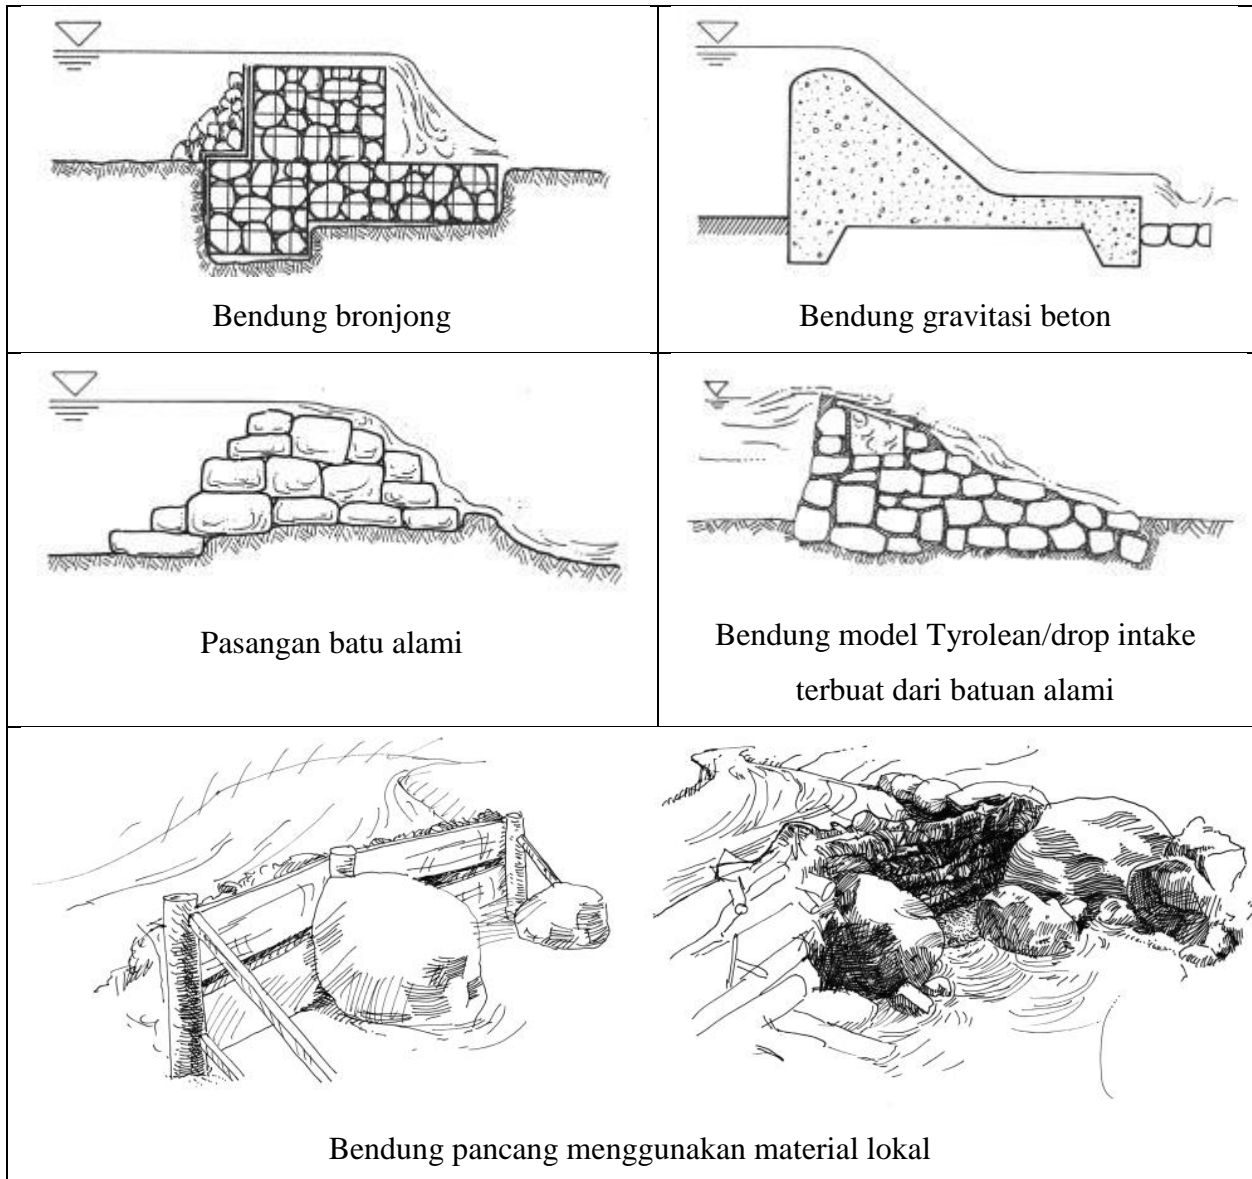 Bendung bronjong
Bendung gravitasi beton
Pasangan batu alami
Bendung model Tyrolean/drop intake
terbuat dari batuan alami
Bendung pancang menggunakan material lokal